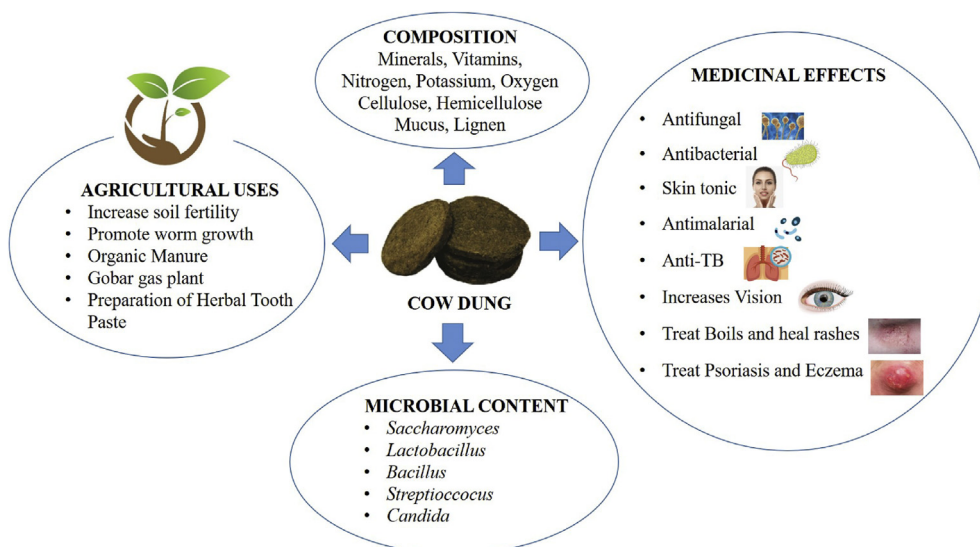 COMPOSITION
Minerals, Vitamins,
Nitrogen, Potassium, Oxygen
Cellulose, Hemicellulose
Mucus, Lignen
AGRICULTURAL USES
• Increase soil fertility
• Promote worm growth
• Organic Manure
• Gobar gas plant
• Preparation of Herbal Tooth
Paste
COW DUNG
MEDICINAL EFFECTS
• Antifungal
• Antibacterial
• Skin tonic
• Antimalarial
• Anti-TB
• Increases Vision
• Treat Boils and heal rashes
• Treat Psoriasis and Eczema
MICROBIAL CONTENT
• Saccharomyces
• Lactobacillus
• Bacillus
• Streptioccocus
• Candida